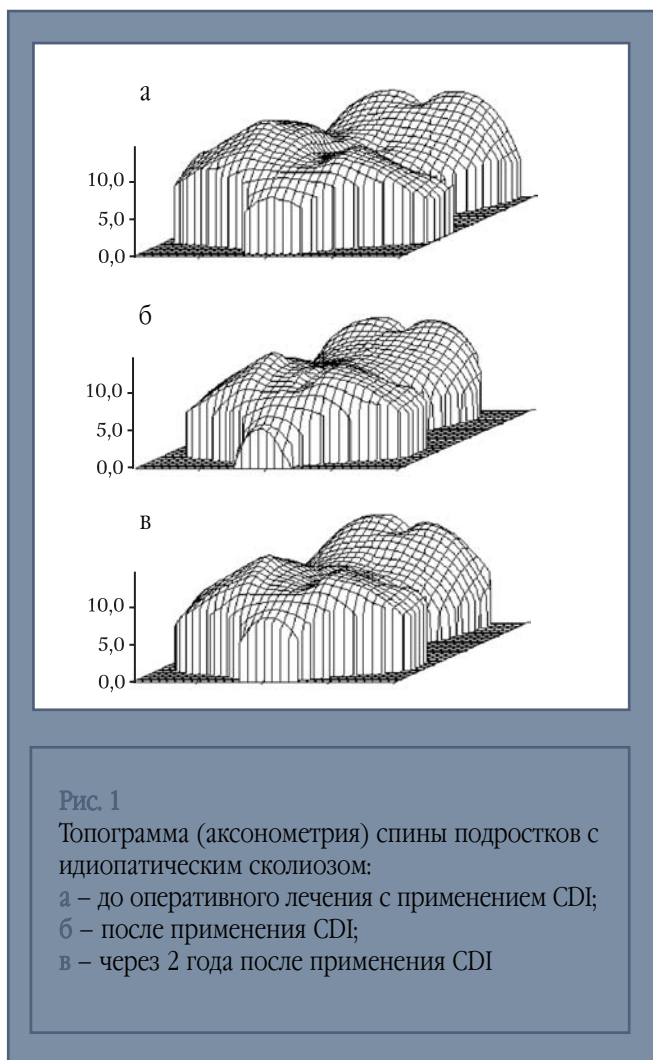 а
10,0
5,0
0,0
б
10,0
5,0
0,0
в
10,0
5,0
0,0
Рис. 1
Топограмма (аксонометрия) спины подростков с
идиопатическим сколиозом:
а – до оперативного лечения с применением CDI;
б – после применения CDI;
в – через 2 года после применения CDI